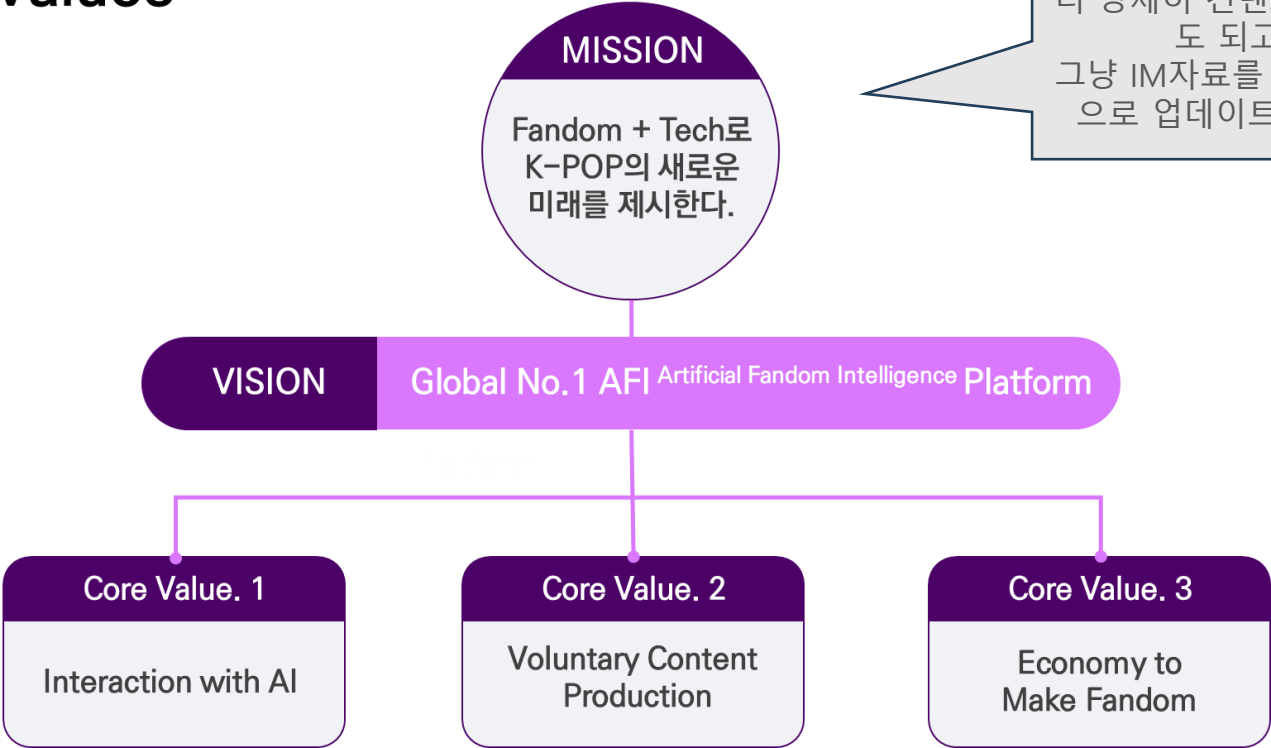 Values
MISSION
Fandom + Tech로
K-POP의 새로운
미래를 제시한다.
도 되고
그냥 IM자료를
으로 업데이트
VISION
Global No.1 AFI Artificial Fandom Intelligence Platform
Core Value. 1
Interaction with AI
Core Value. 2
Voluntary Content
Production
Core Value. 3
Economy to
Make Fandom